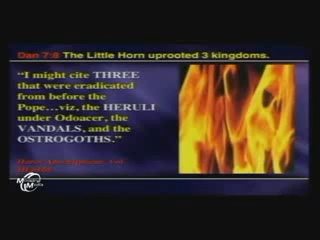 Dan 7:8 The Little Horn uprooted 3 kingdoms.
“I might cite THREE
that were eradicated
from before the
Pope...viz, the HERULI
under Odoacer, the
VANDALS, and the
OSTROGOTHS.”